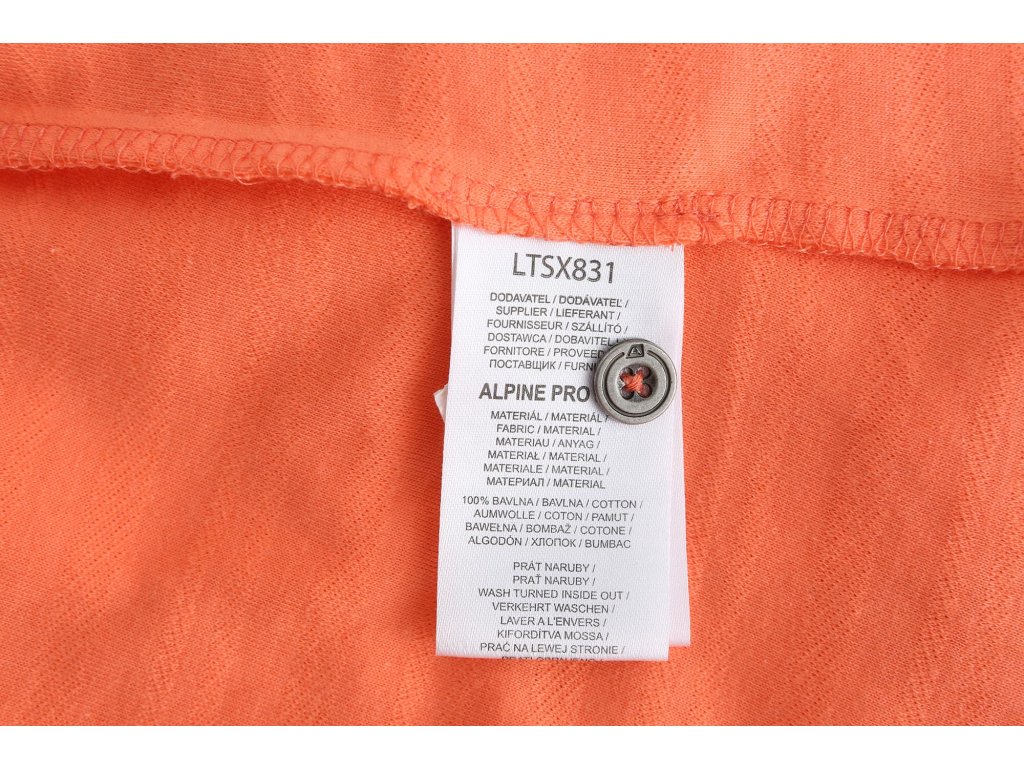 LTSX831
DODAVATEL / DODÁVATEĽ /
SUPPLIER / LIEFERANT /
FOURNISSEUR / SZÁLLÍTÓ /
DOSTAWCA / DOBAVITELJ /
FORNITORE /
ПОСТАВЩИК /
ALPINE PRO
MATERIÁL / MATERIÁL /
FABRIC / MATERIAL /
MATERIAU / ANYAG /
MATERIAŁ / MATERIAL /
MATERIALE / MATERIAL /
МАТЕРИАЛ / MATERIAL
100% BAVLNA / BAVLNA / COTTON /
AUMWOLLE / COTON / PAMUT /
BAWEŁNA / BOMBAŽ / COTONE /
ALGODÓN / ХЛОПОК / BUMBAC
PRÁT NARUBY /
PRAŤ NARUBY /
WASH TURNED INSIDE OUT /
VERKEHRT WASCHEN /
LAVER A L'ENVERS /
KIFORDÍTVA MOSSA /
PRAĆ NA LEWEJ STRONIE /